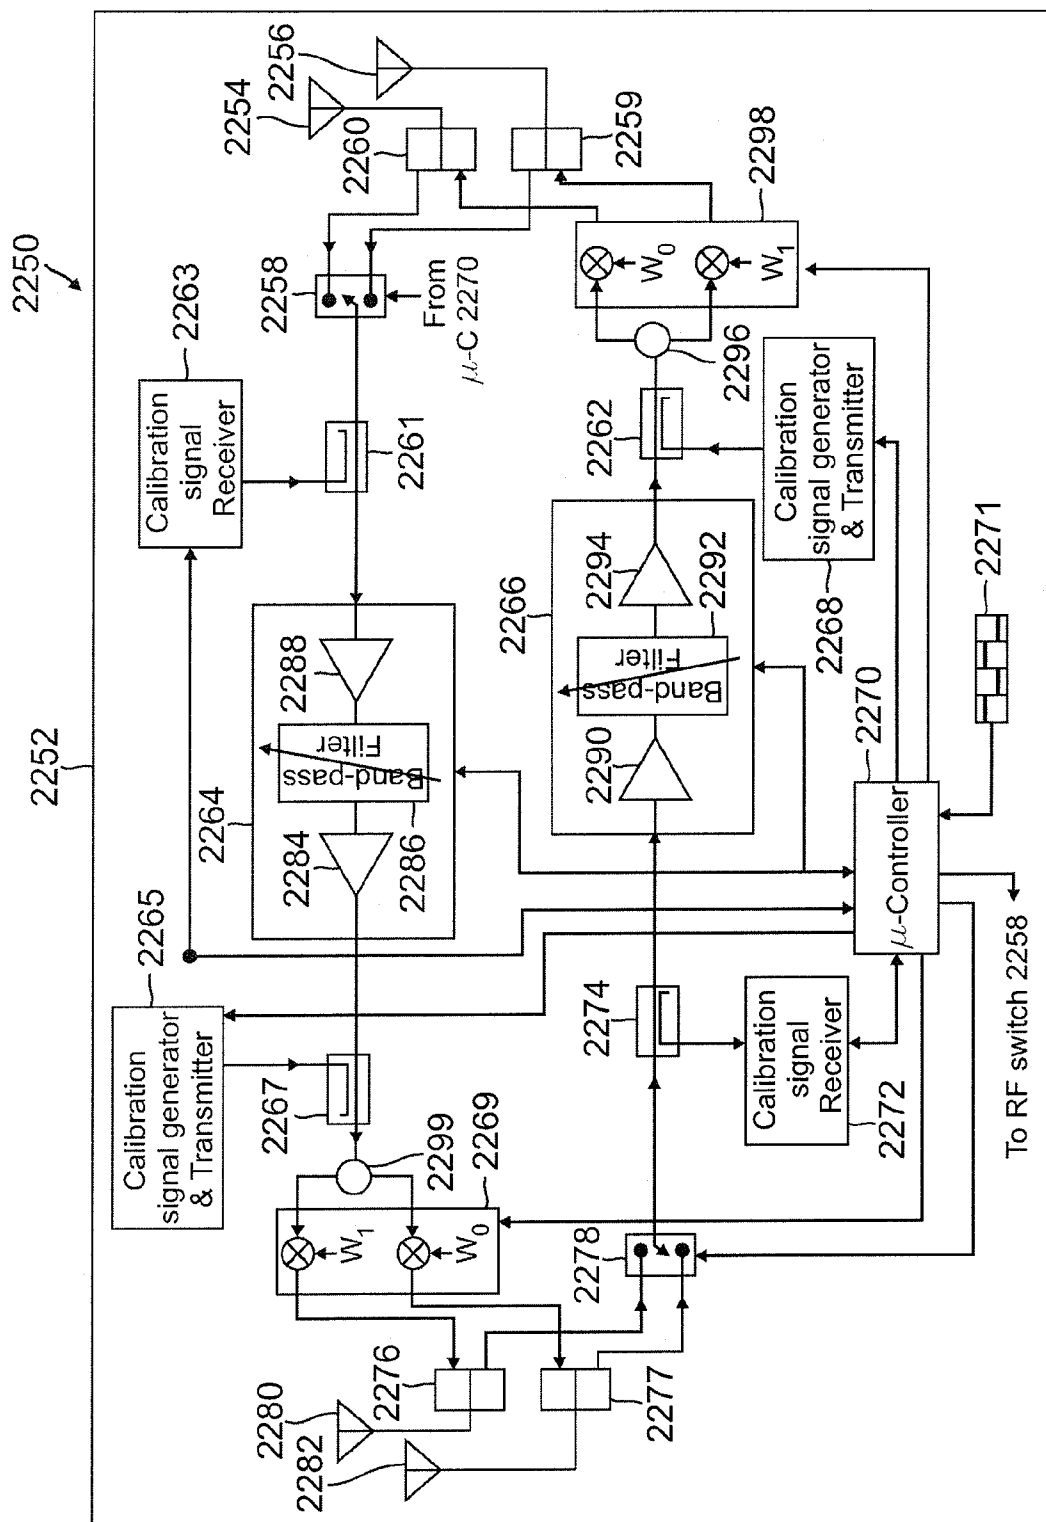 2250
2252
2256
2254
2260
2259
2263
Calibration
signal
Receiver
2258
From
μ-C 2270
2261
2298
W0
W1
2296
2262
2264
2288
Band-pass
Filter
2284
2286
2266
2294
2292
Band-pass
Filter
2290
Calibration
signal generator
& Transmitter
2268
2271
2270
μ-Controller
2265
Calibration
signal generator
& Transmitter
2267
2299
2269
W1
W0
2274
Calibration
signal
Receiver
2272
To RF switch 2258
2278
2276
2277
2280
2282